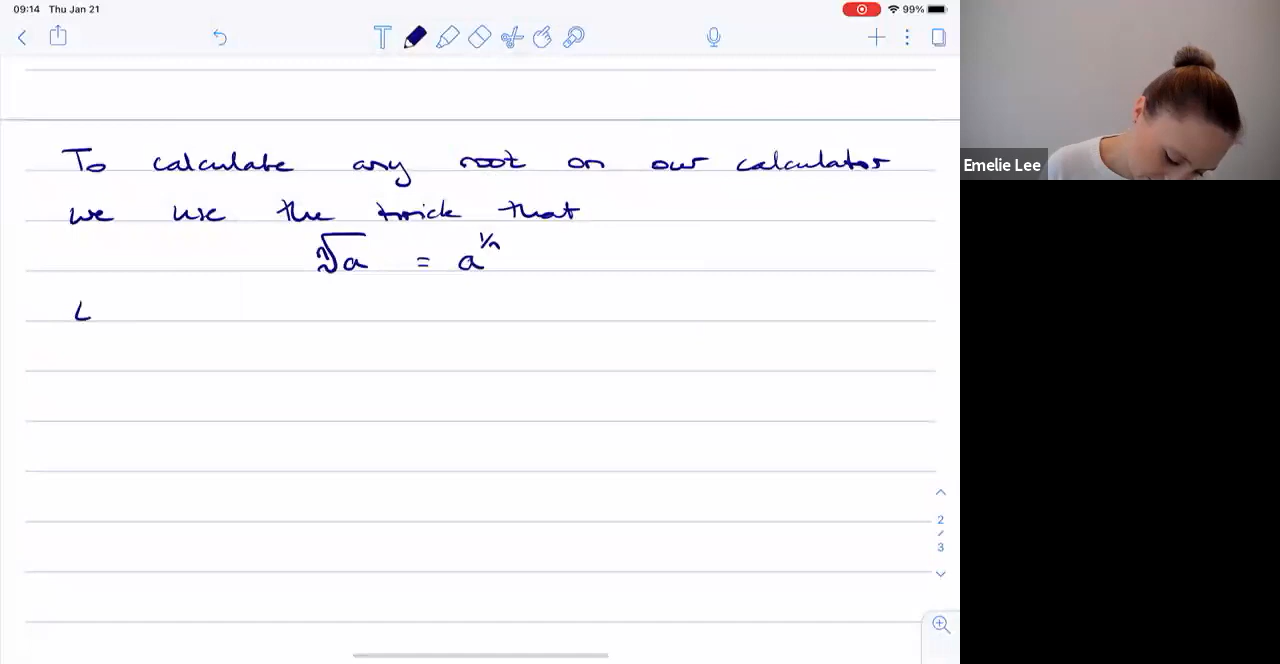 09:14 Thu Jan 21
99%
To calculate any root on our calculator
we use the trick that
ⁿ√a = a^1/n
L
2
/
3
Emelie Lee